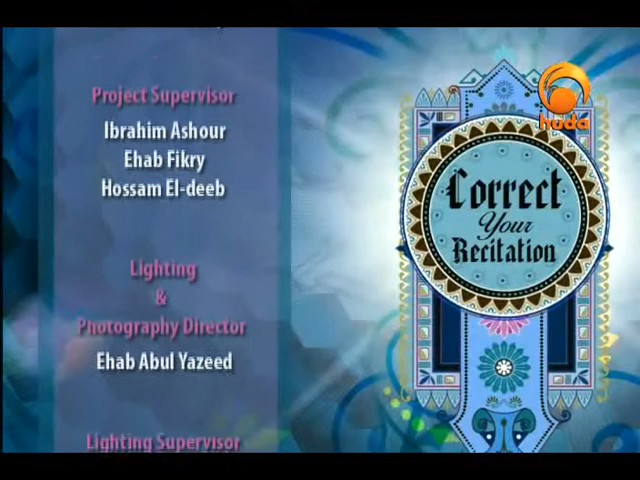 Project Supervisor
Ibrahim Ashour
Ehab Fikry
Hossam El-deeb
Lighting
&
Photography Director
Ehab Abul Yazeed
Lighting Supervisor
huda
Correct
Your
Recitation